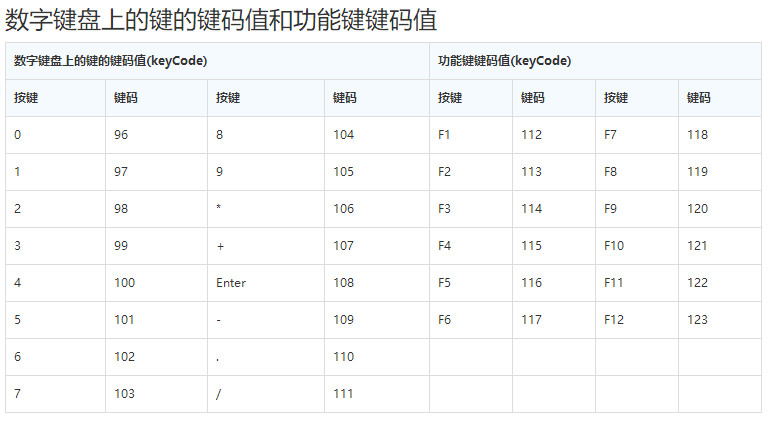 数字键盘上的键的键码值和功能键键码值
数字键盘上的键的键码值(keyCode) 功能键键码值(keyCode)
按键 键码 按键 键码 按键 键码 按键 键码
0 96 8 104 F1 112 F7 118
1 97 9 105 F2 113 F8 119
2 98 * 106 F3 114 F9 120
3 99 + 107 F4 115 F10 121
4 100 Enter 108 F5 116 F11 122
5 101 - 109 F6 117 F12 123
6 102 . 110
7 103 / 111